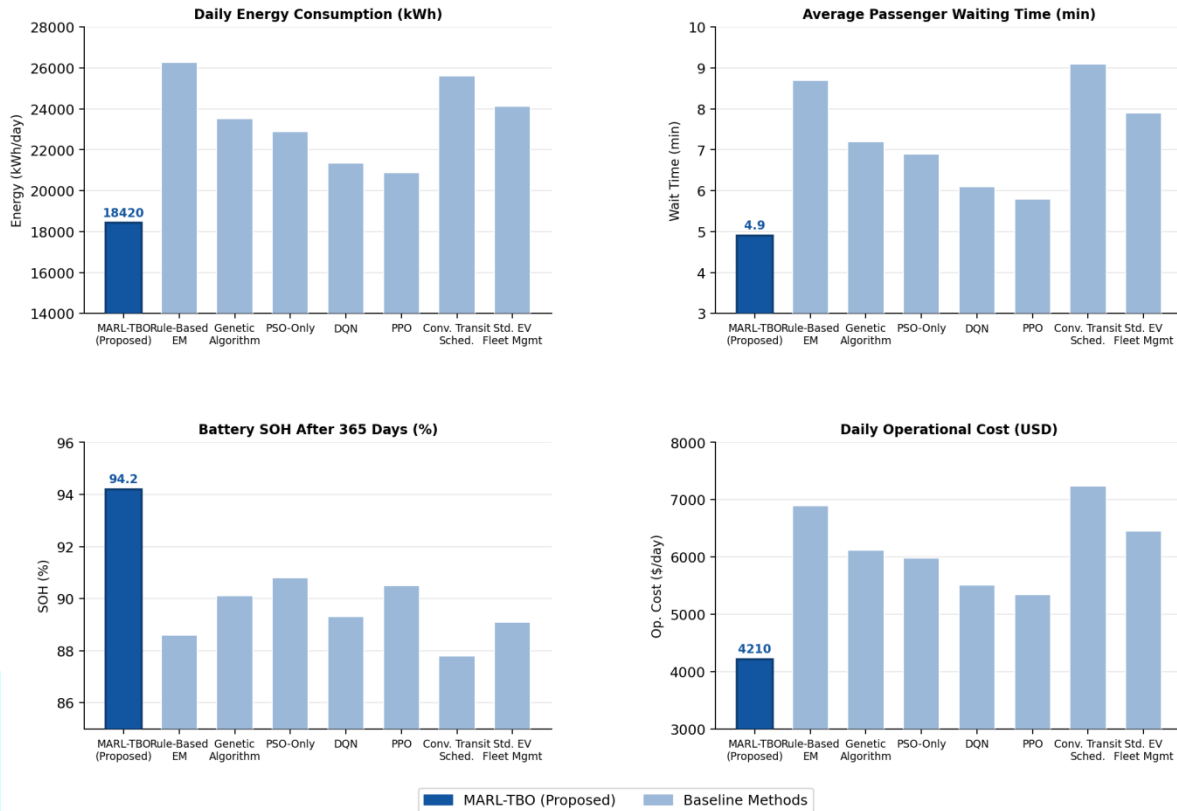 Daily Energy Consumption (kWh)
Energy (kWh/day)
28000
26000
24000
22000
20000
18000
16000
14000
18420
MARL-TBO Rule-Based Genetic PSO-Only DQN PPO Conv. Transit Std. EV
(Proposed) EM Algorithm Sched. Fleet Mgmt
Average Passenger Waiting Time (min)
Wait Time (min)
10
9
8
7
6
5
4
3
4.9
MARL-TBO Rule-Based Genetic PSO-Only DQN PPO Conv. Transit Std. EV
(Proposed) EM Algorithm Sched. Fleet Mgmt
Battery SOH After 365 Days (%)
SOH (%)
96
94
92
90
88
86
94.2
MARL-TBO Rule-Based Genetic PSO-Only DQN PPO Conv. Transit Std. EV
(Proposed) EM Algorithm Sched. Fleet Mgmt
Daily Operational Cost (USD)
Op. Cost ($/day)
8000
7000
6000
5000
4000
3000
4210
MARL-TBO Rule-Based Genetic PSO-Only DQN PPO Conv. Transit Std. EV
(Proposed) EM Algorithm Sched. Fleet Mgmt
MARL-TBO (Proposed) Baseline Methods